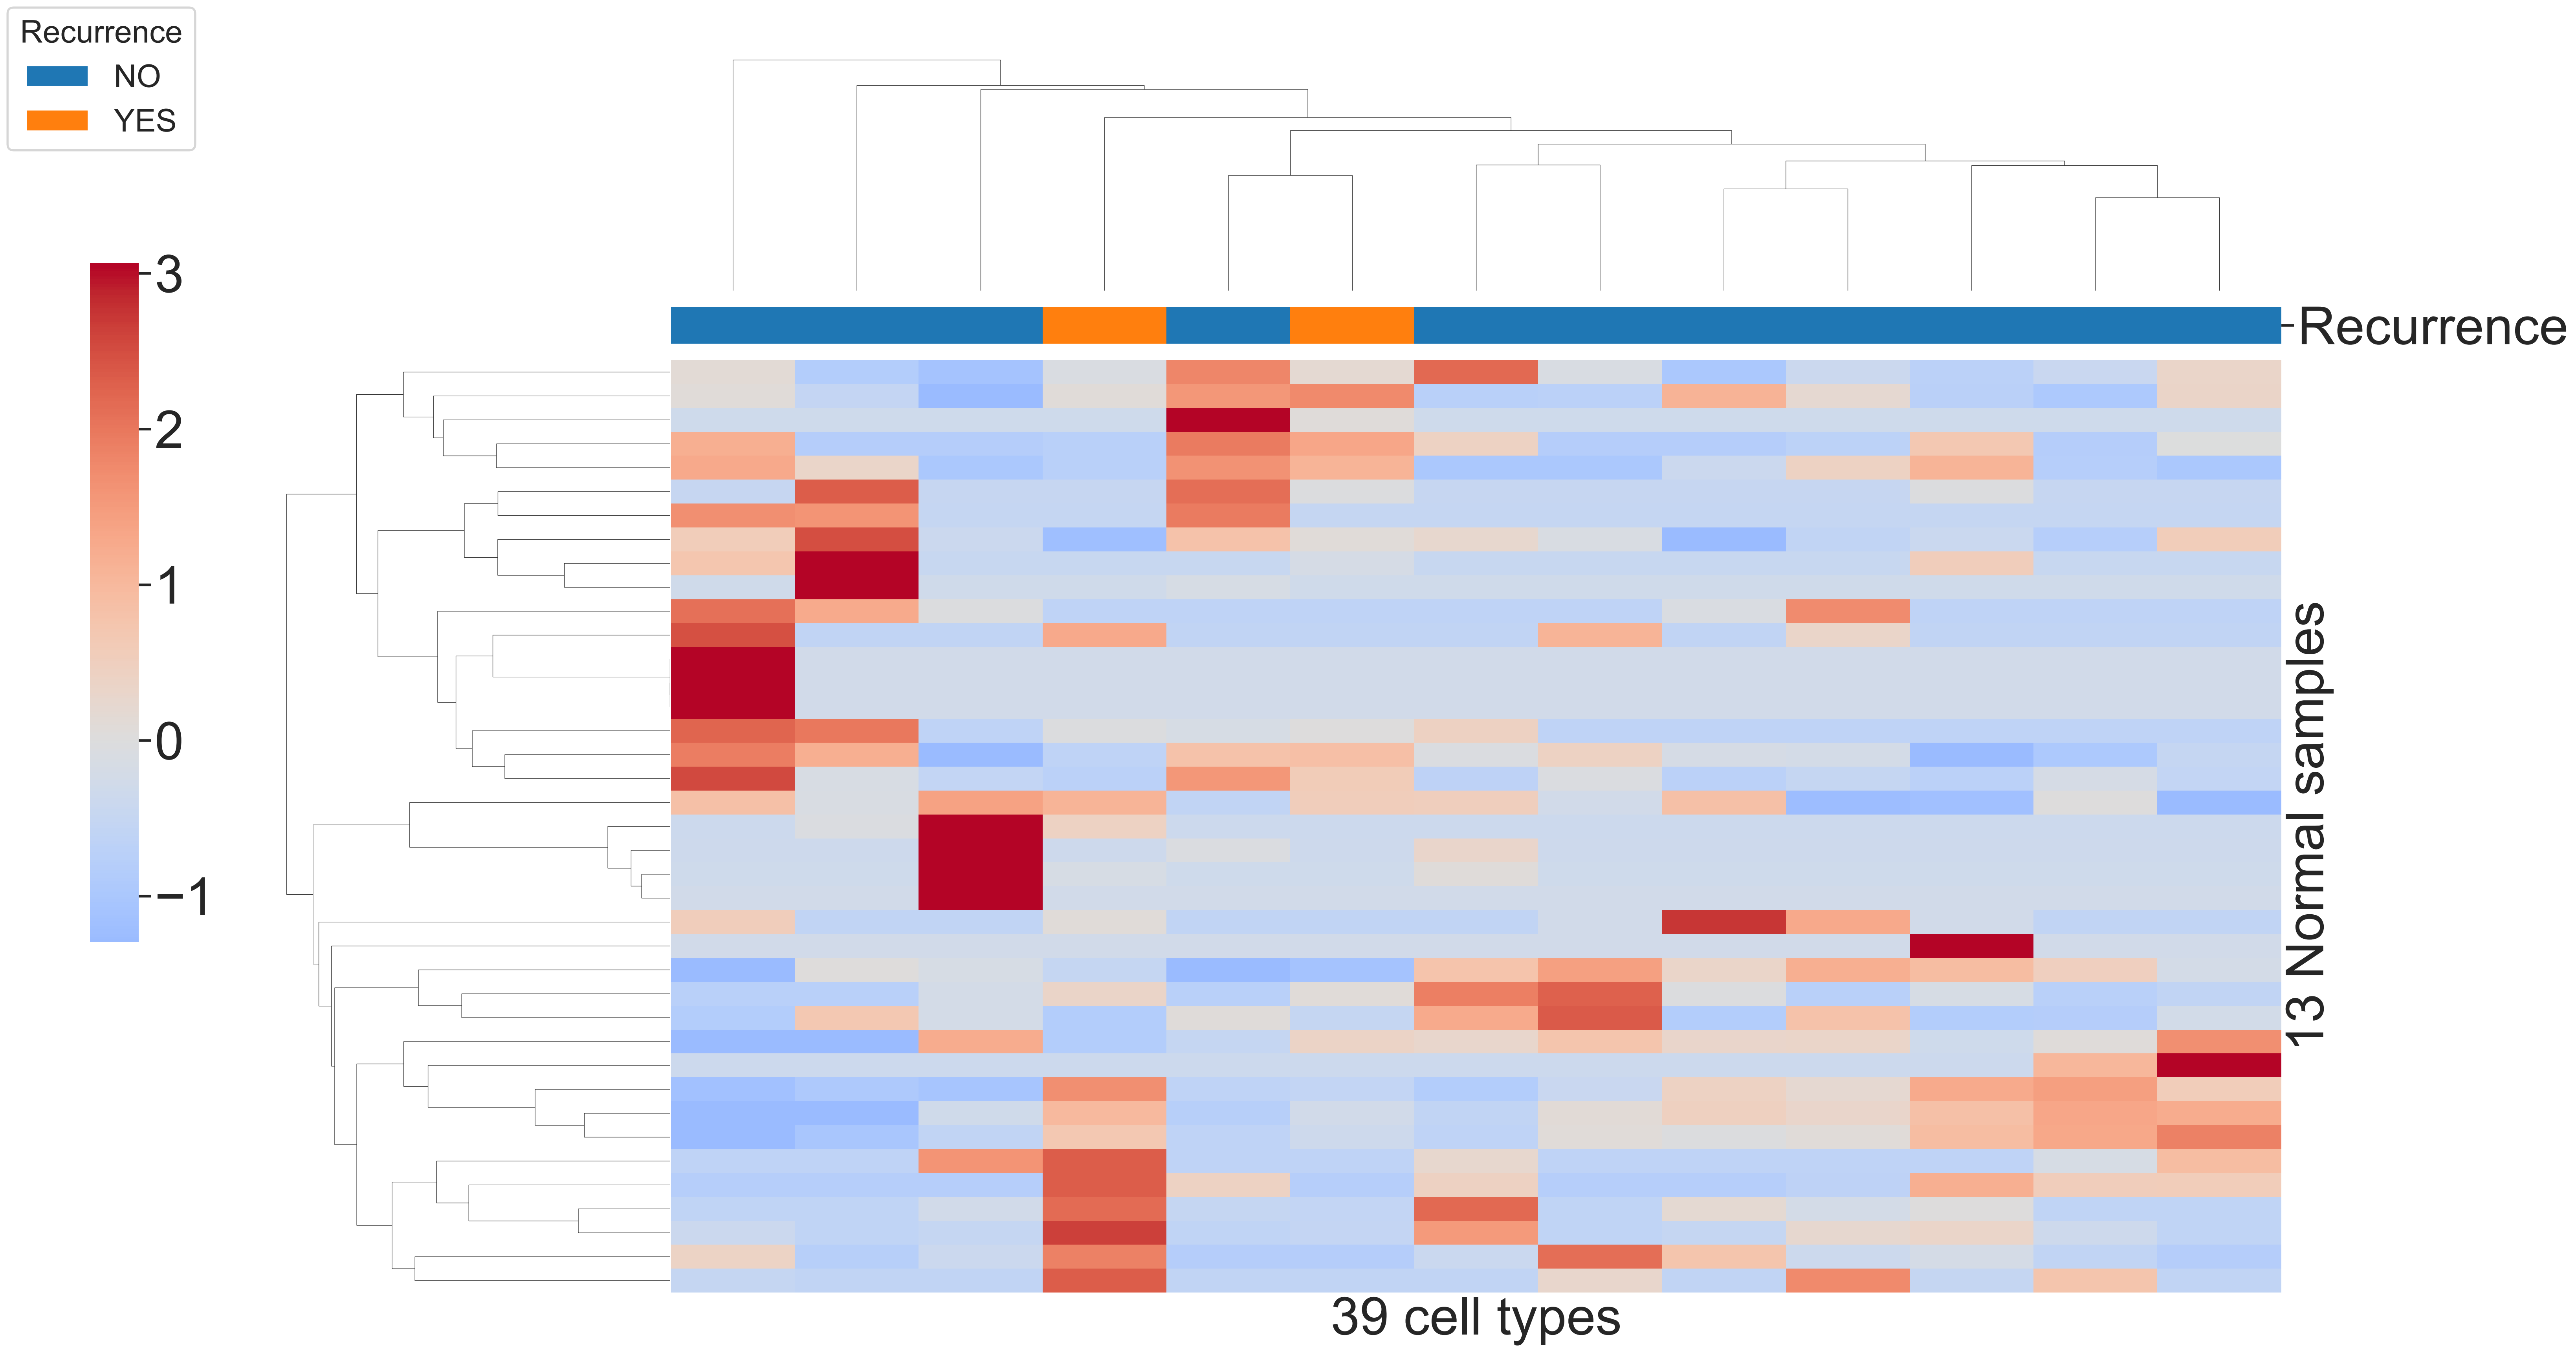 Recurrence
NO
YES
3
2
1
0
−1
Recurrence
13 Normal samples
39 cell types